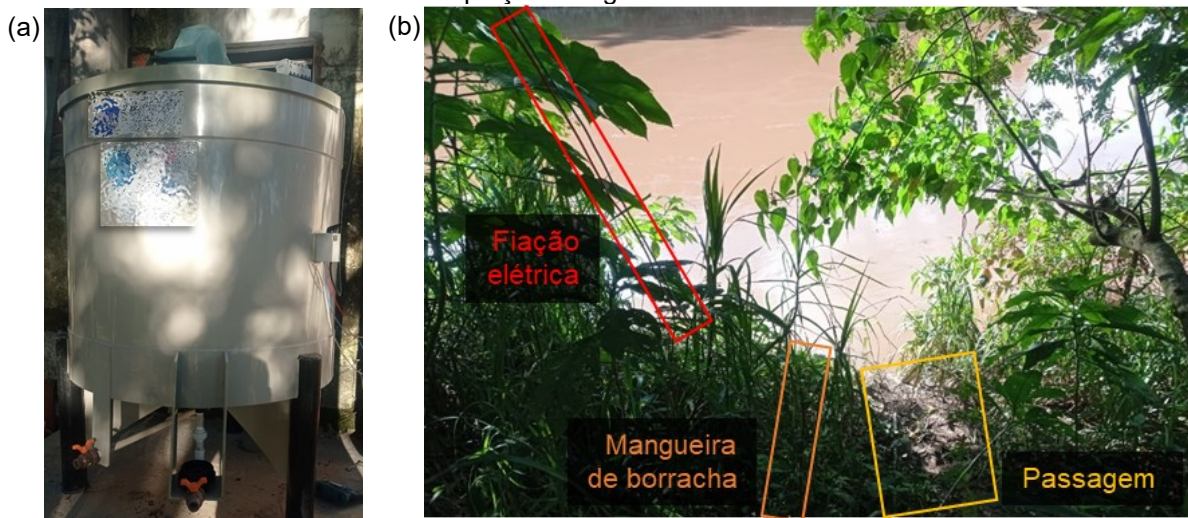 (a)
(b)
Fiação
elétrica
Mangueira
de borracha
Passagem